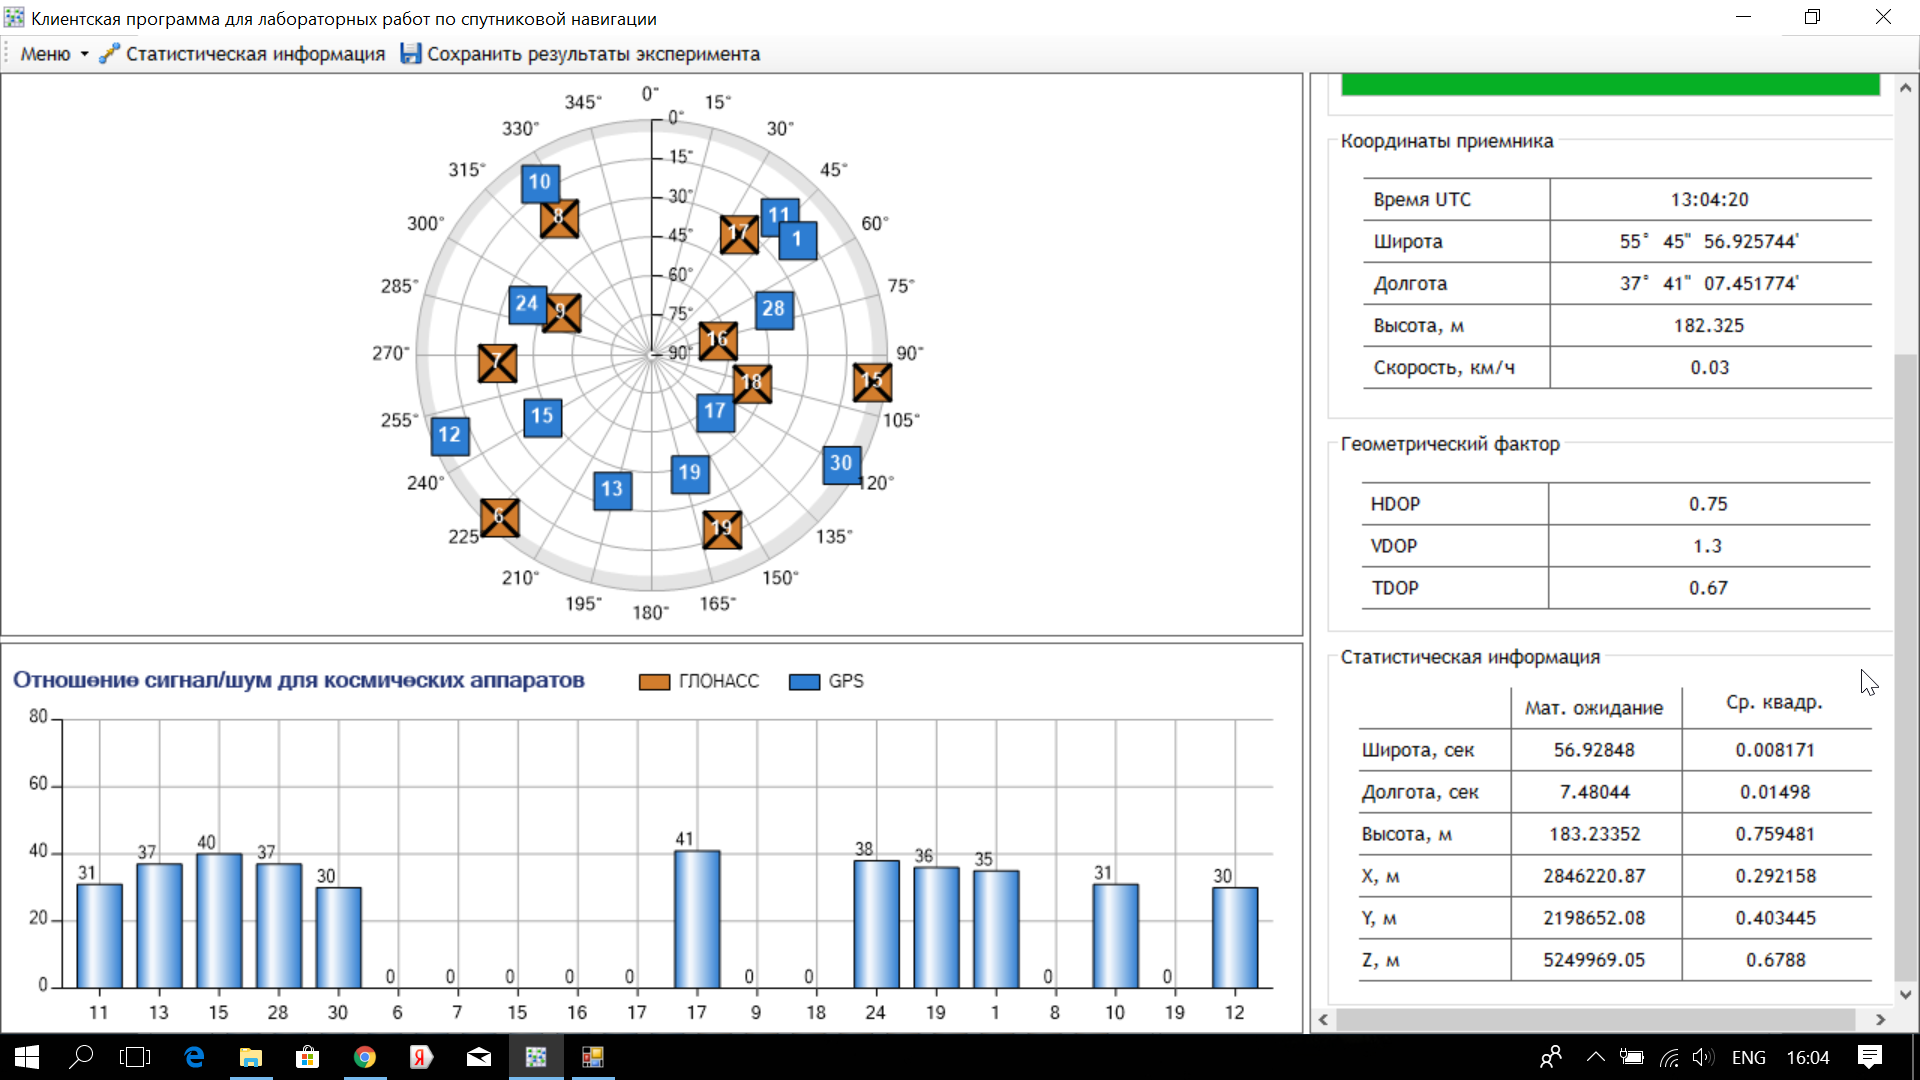 Клиентская программа для лабораторных работ по спутниковой навигации
Меню Статистическая информация Сохранить результаты эксперимента
0° 15° 30° 45° 60° 75° 90° 105° 120° 135° 150° 165° 180° 195° 210° 225 240° 255° 270° 285° 300° 315° 330° 345°
0° 15° 30° 45° 60° 75° 90°
10
8
17
11
1
24
9
28
16
7
18
15
15
17
12
30
19
13
6
19
Координаты приемника
Время UTC 13:04:20
Широта 55° 45" 56.925744'
Долгота 37° 41" 07.451774'
Высота, м 182.325
Скорость, км/ч 0.03
Геометрический фактор
HDOP 0.75
VDOP 1.3
TDOP 0.67
Статистическая информация
Мат. ожидание Ср. квадр.
Широта, сек 56.92848 0.008171
Долгота, сек 7.48044 0.01498
Высота, м 183.23352 0.759481
X, м 2846220.87 0.292158
Y, м 2198652.08 0.403445
Z, м 5249969.05 0.6788
Отношение сигнал/шум для космических аппаратов ГЛОНАСС GPS
80
60
40
20
0
31 37 40 37 30 0 0 0 0 0 41 0 0 38 36 35 0 31 0 30
11 13 15 28 30 6 7 15 16 17 17 9 18 24 19 1 8 10 19 12
ENG 16:04